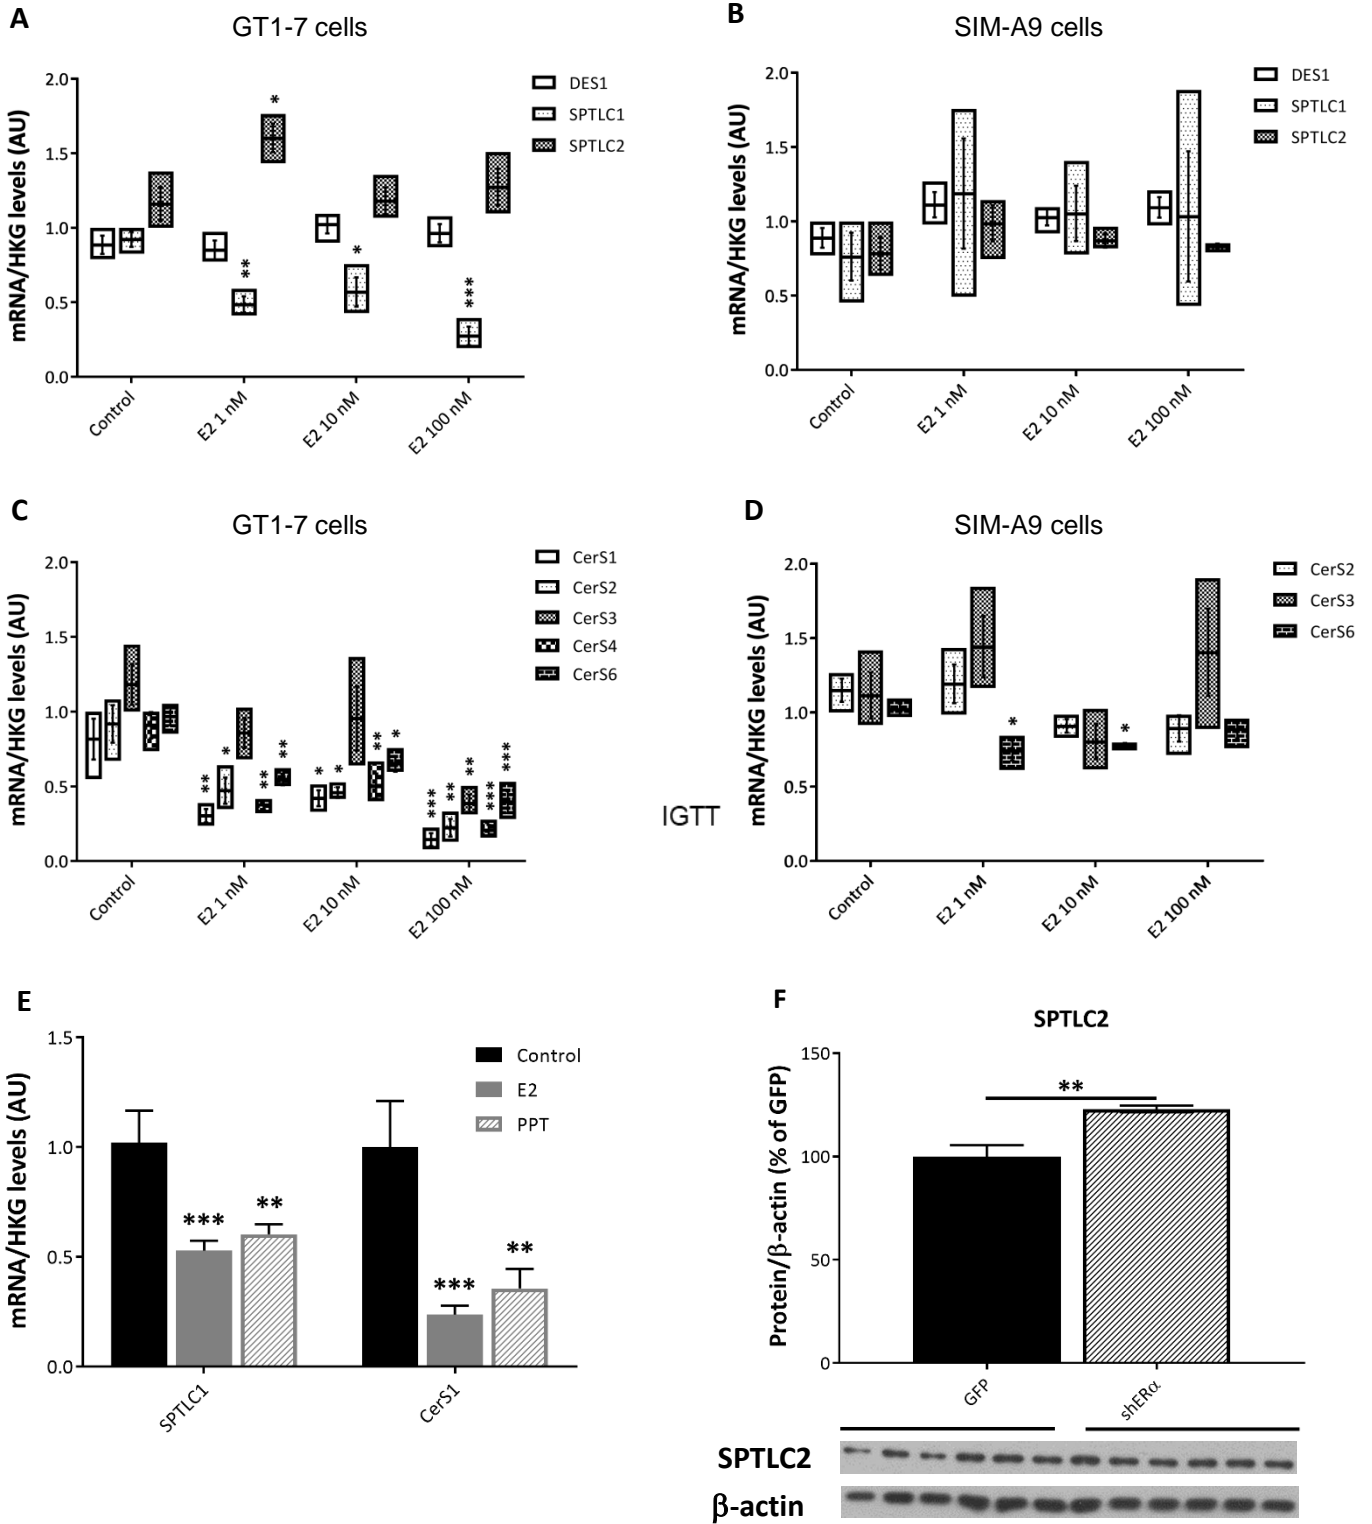 A
GT1-7 cells
mRNA/HKG levels (AU)
2.0
1.5
1.0
0.5
0.0
*
**
*
***
DES1
SPTLC1
SPTLC2
Control
E2 1 nM
E2 10 nM
E2 100 nM
B
SIM-A9 cells
mRNA/HKG levels (AU)
2.0
1.5
1.0
0.5
0.0
DES1
SPTLC1
SPTLC2
Control
E2 1 nM
E2 10 nM
E2 100 nM
C
GT1-7 cells
mRNA/HKG levels (AU)
2.0
1.5
1.0
0.5
0.0
**
*
**
**
*
*
**
*
***
**
**
***
***
CerS1
CerS2
CerS3
CerS4
CerS6
Control
E2 1 nM
E2 10 nM
E2 100 nM
IGTT
D
SIM-A9 cells
mRNA/HKG levels (AU)
2.0
1.5
1.0
0.5
0.0
*
*
CerS2
CerS3
CerS6
Control
E2 1 nM
E2 10 nM
E2 100 nM
E
mRNA/HKG levels (AU)
1.5
1.0
0.5
0.0
***
**
***
**
Control
E2
PPT
SPTLC1
CerS1
F
SPTLC2
Protein/β-actin (% of GFP)
150
100
50
0
**
GFP
shERα
SPTLC2
β-actin